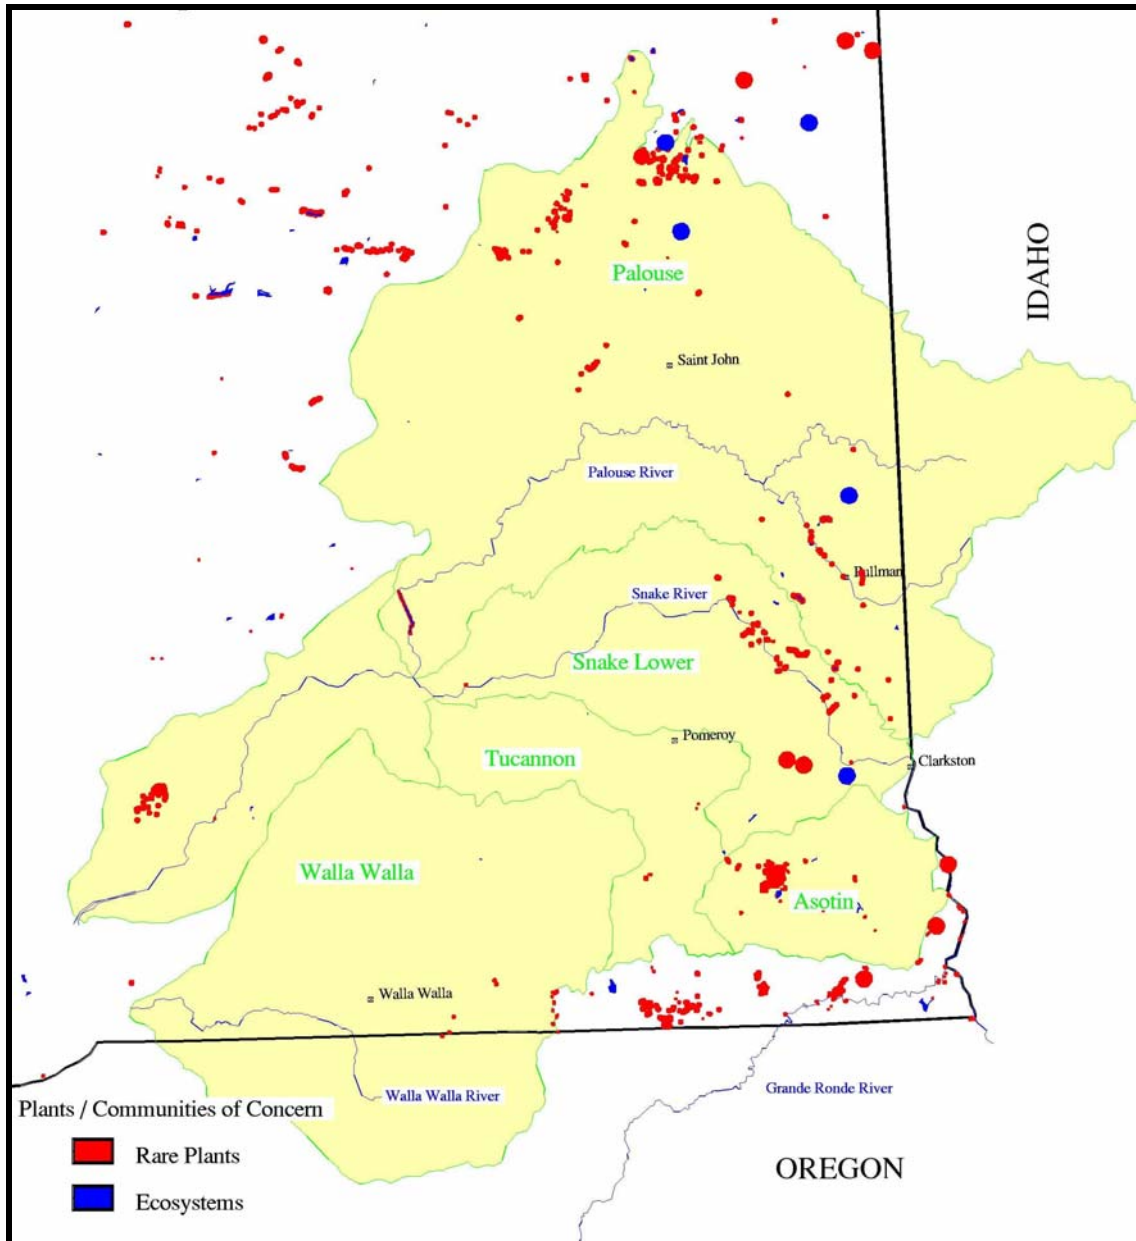 IDAHO
Palouse
Saint John
Palouse River
Pullman
Snake River
Snake Lower
Pomeroy
Tucannon
Clarkston
Walla Walla
Asotin
Walla Walla
Walla Walla River
Grande Ronde River
Plants / Communities of Concern
Rare Plants
Ecosystems
OREGON